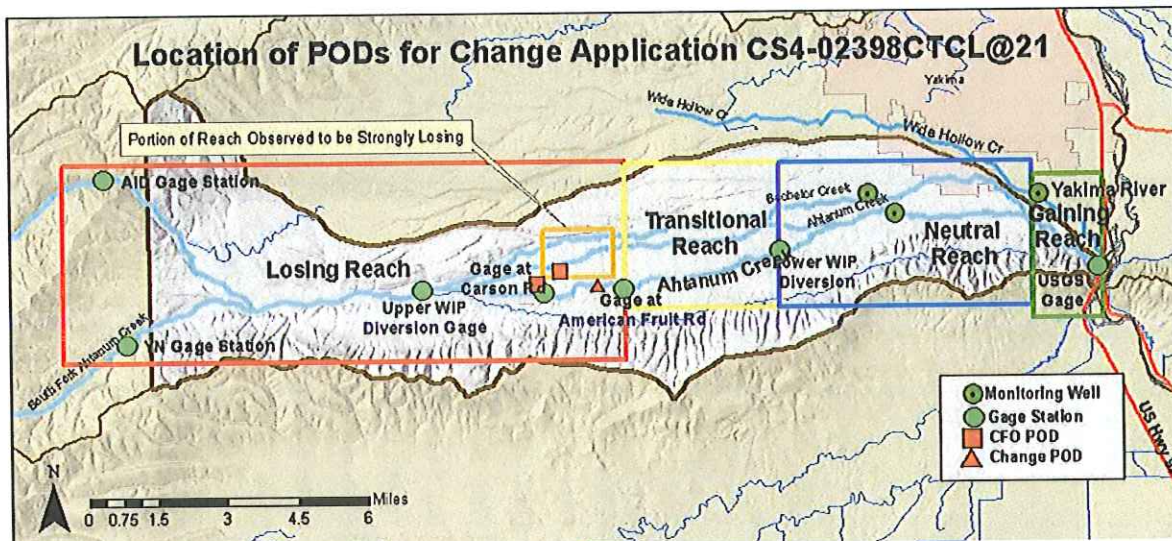 Location of PODs for Change Application CS4-02398CTCL@21
Yakima
Wide Hollow Cr
Wide Hollow Cr
Portion of Reach Observed to be Strongly Losing
AID Gage Station
Bachelor Creek
Ahtanum Creek
Yakima River
Transitional
Reach
Gaining
Reach
Neutral
Reach
Losing Reach
Gage at
Carson Rd
Ahtanum Creek
Power WIP
Diversion
USGS
Gage
Upper WIP
Diversion Gage
Gage at
American Fruit Rd
YN Gage Station
South Fork Ahtanum Creek
Monitoring Well
Gage Station
CFO POD
Change POD
US Hwy
N
Miles
0 0.75 1.5 3 4.5 6